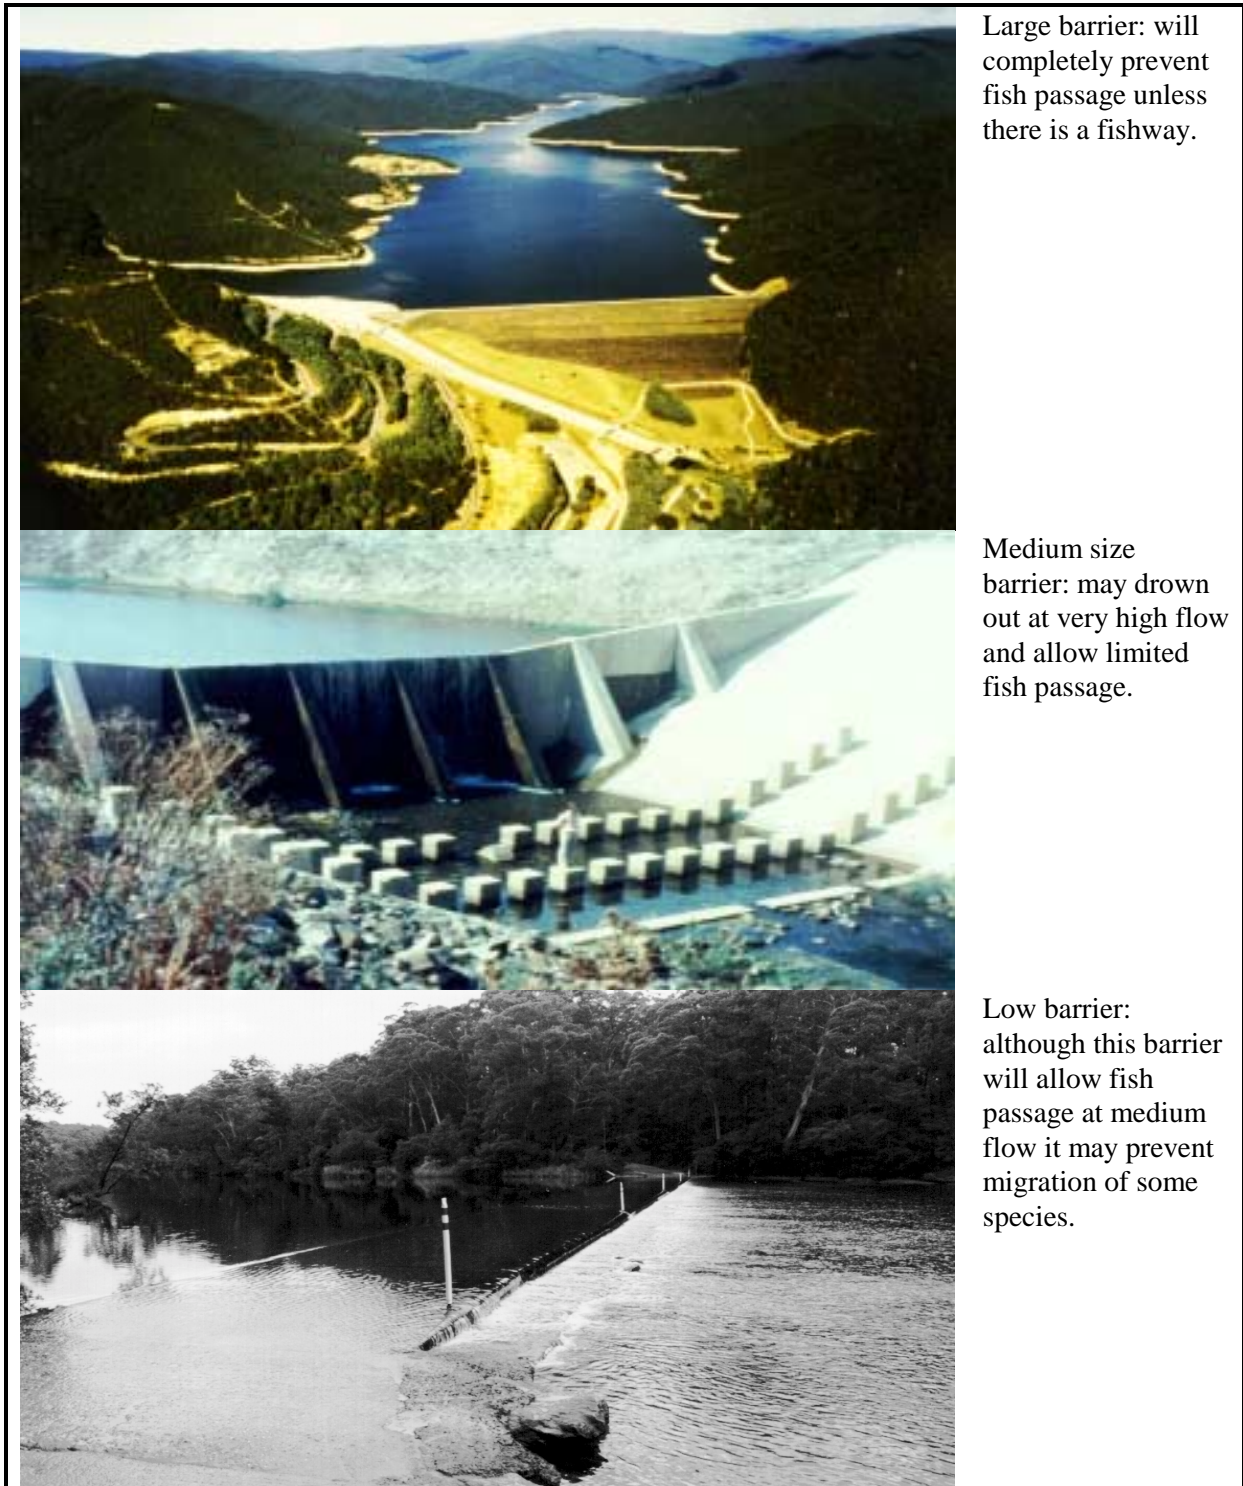 Large barrier: will
completely prevent
fish passage unless
there is a fishway.
Medium size
barrier: may drown
out at very high flow
and allow limited
fish passage.
Low barrier:
although this barrier
will allow fish
passage at medium
flow it may prevent
migration of some
species.